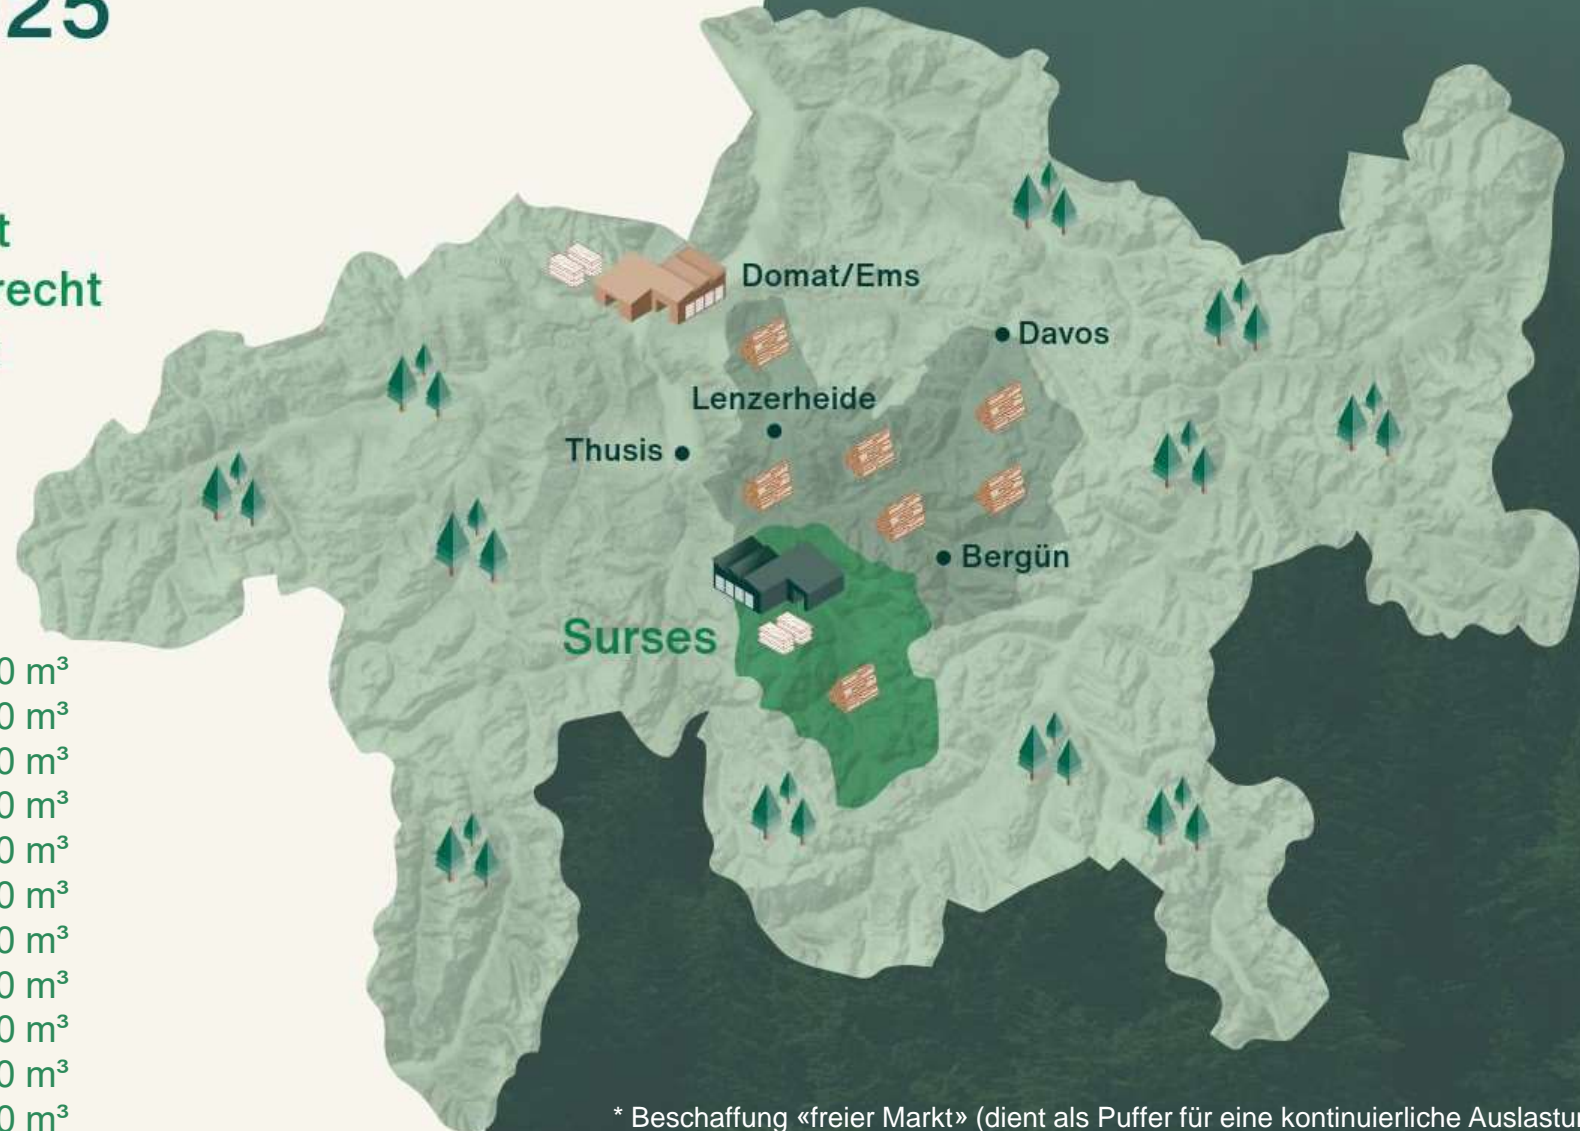 25
t
recht
Domat/Ems
Davos
Lenzerheide
Thusis
Bergün
Surses
0 m³
0 m³
0 m³
0 m³
0 m³
0 m³
0 m³
0 m³
0 m³
0 m³
0 m³
* Beschaffung «freier Markt» (dient als Puffer für eine kontinuierliche Auslastu